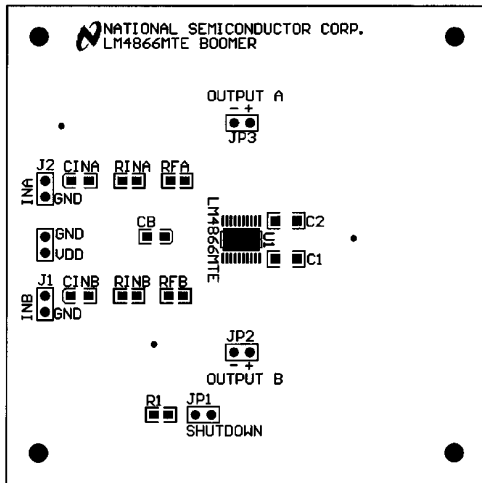 NATIONAL SEMICONDUCTOR CORP.
LM4866MTE BOOMER
OUTPUT A
- +
JP3
J2
CINA RINA RFA
INA
GND
LM4866MTE
U1
C2
CB
GND
VDD
C1
J1
CINB RINB RFB
INB
GND
JP2
- +
OUTPUT B
R1
JP1
SHUTDOWN